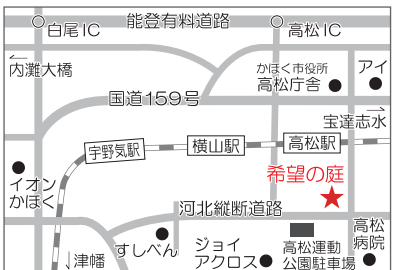 能登有料道路
白尾IC
高松IC
内灘大橋
かほく市役所
高松庁舎
アイ
国道159号
宝達志水
宇野気駅
横山駅
高松駅
希望の庭
イオン
かほく
河北縦断道路
すしべん
ジョイ
アクロス
高松運動
公園駐車場
高松
病院
↓津幡